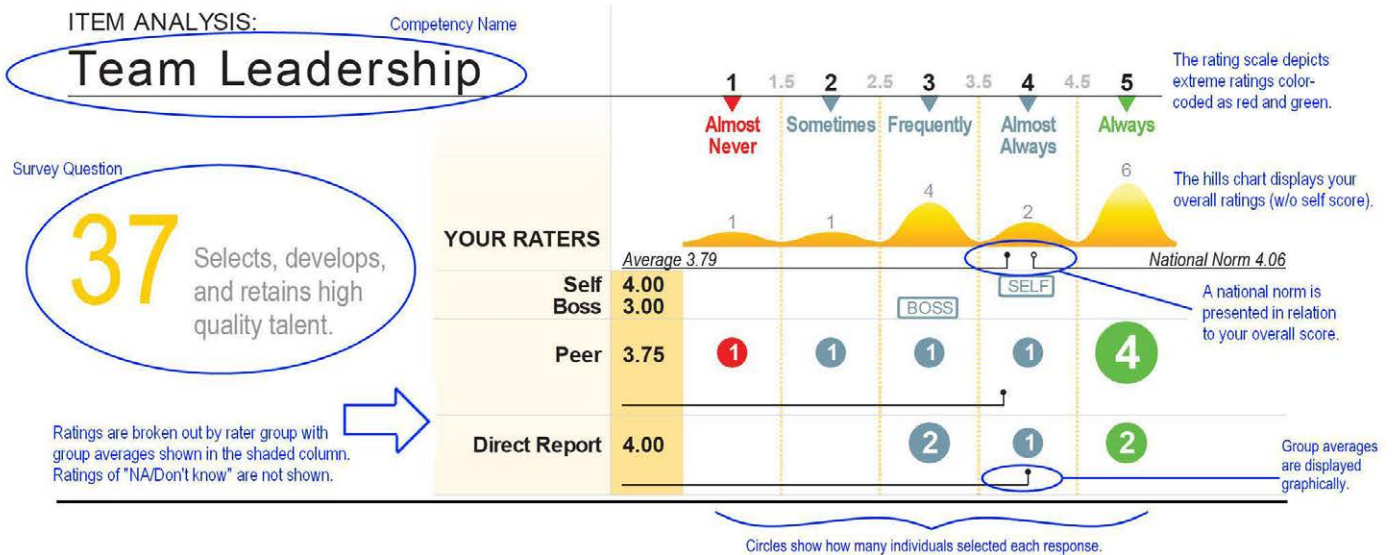 ITEM ANALYSIS:
Competency Name
Team Leadership
1 1.5 2 2.5 3 3.5 4 4.5 5
Almost Never
Sometimes
Frequently
Almost Always
Always
The rating scale depicts
extreme ratings color-
coded as red and green.
Survey Question
37
Selects, develops,
and retains high
quality talent.
1 1 4 2 6
The hills chart displays your
overall ratings (w/o self score).
YOUR RATERS
Average 3.79
National Norm 4.06
Self 4.00 SELF
Boss 3.00 BOSS
A national norm is
presented in relation
to your overall score.
Peer 3.75 1 1 1 1 4
Ratings are broken out by rater group with
group averages shown in the shaded column.
Ratings of "NA/Don't know" are not shown.
Direct Report 4.00 2 1 2
Group averages
are displayed
graphically.
Circles show how many individuals selected each response.